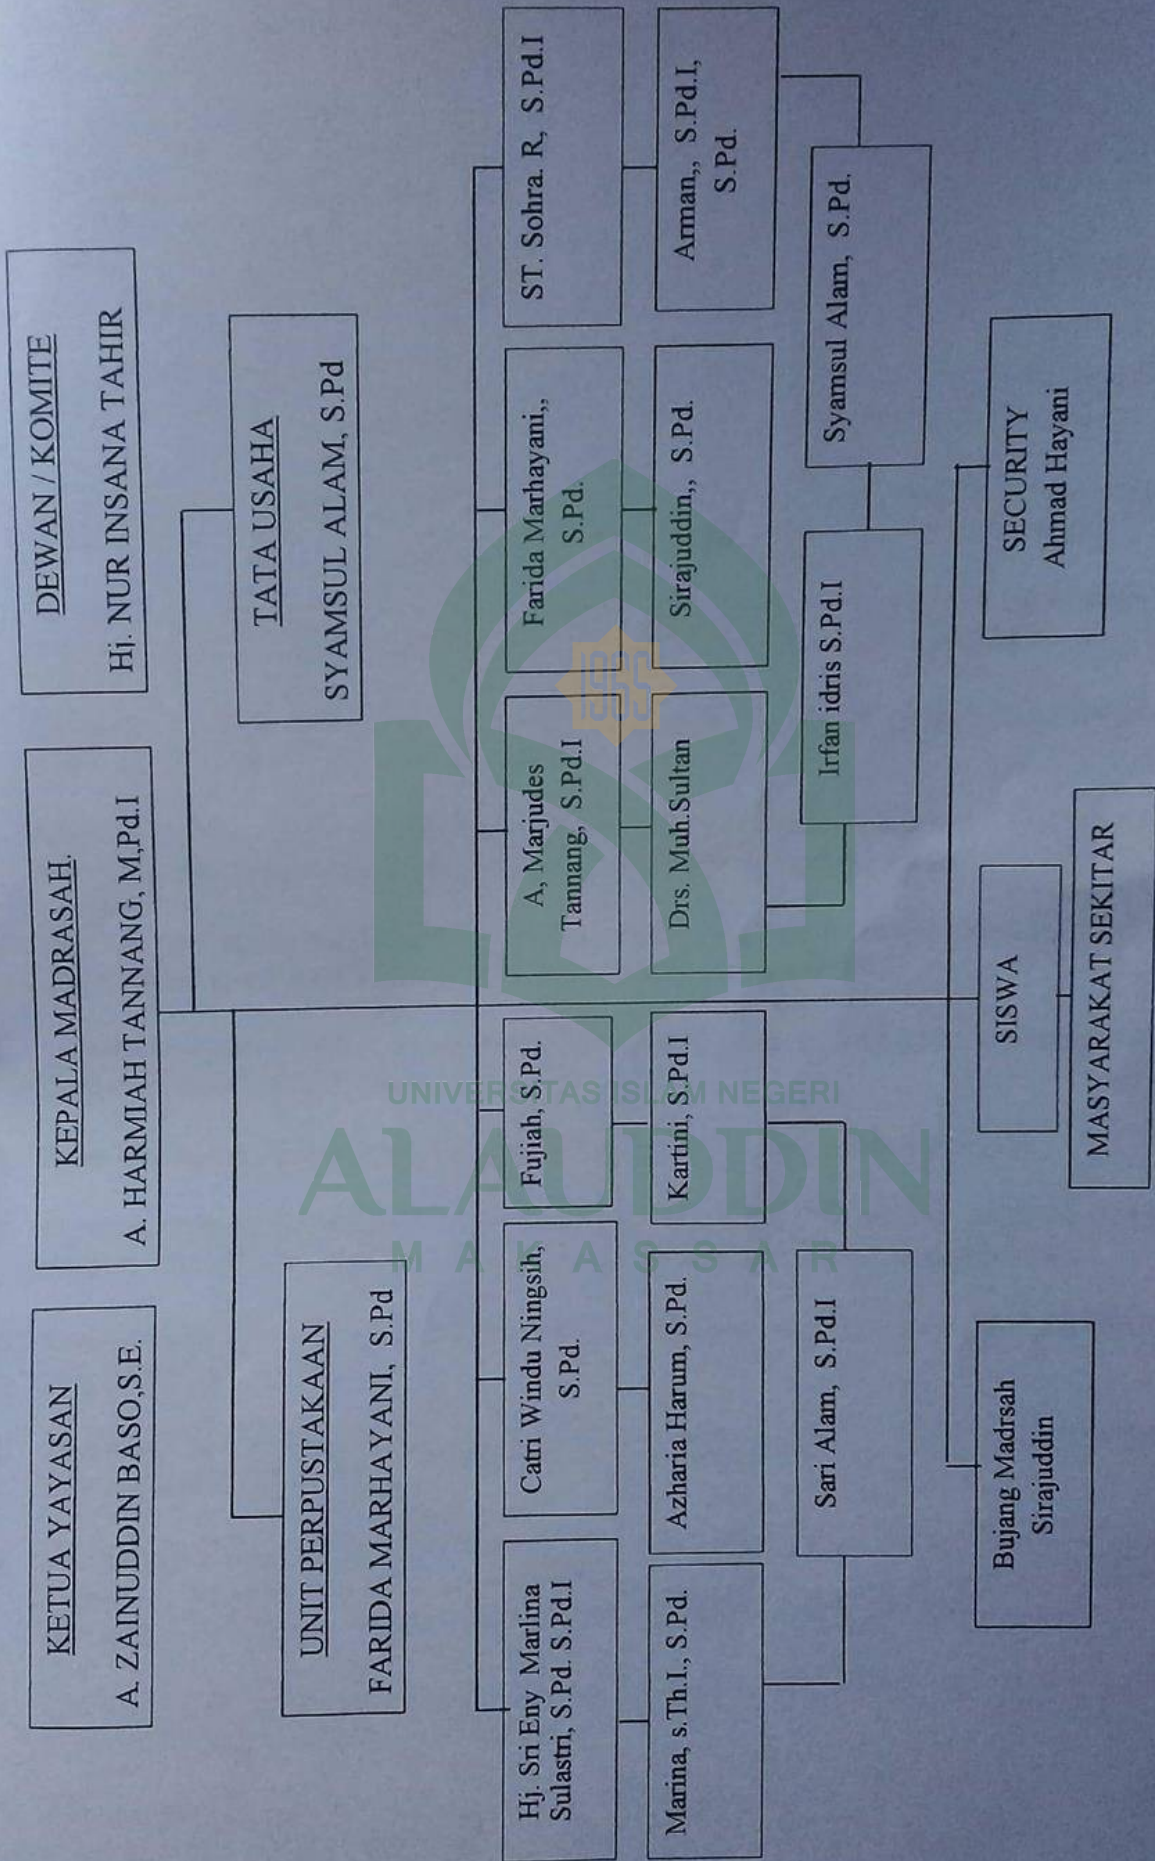 KETUA YAYASAN
A. ZAINUDDIN BASO,S.E.
KEPALA MADRASAH.
A. HARMIAH TANNANG, M,Pd.I
DEWAN / KOMITE
Hj. NUR INSANA TAHIR
UNIT PERPUSTAKAAN
FARIDA MARHAYANI, S.Pd
TATA USAHA
SYAMSUL ALAM, S.Pd
Hj. Sri Eny Marlina
Sulastri, S.Pd. S.Pd.I
Catri Windu Ningsih,
S.Pd.
Fujiah, S.Pd.
A, Marjudes
Tannang, S.Pd.I
Farida Marhayani,,
S.Pd.
ST. Sohra. R, S.Pd.I
Marina, s.Th.I., S.Pd.
Azharia Harum, S.Pd.
Kartini, S.Pd.I
Drs. Muh.Sultan
Sirajuddin,, S.Pd.
Arman,, S.Pd.I,
S.Pd.
Sari Alam, S.Pd.I
Irfan idris S.Pd.I
Syamsul Alam, S.Pd.
Bujang Madrsah
Sirajuddin
SISWA
SECURITY
Ahmad Hayani
MASYARAKAT SEKITAR
1965
UNIVERSITAS ISLAM NEGERI
ALAUDDIN
MAKASSAR